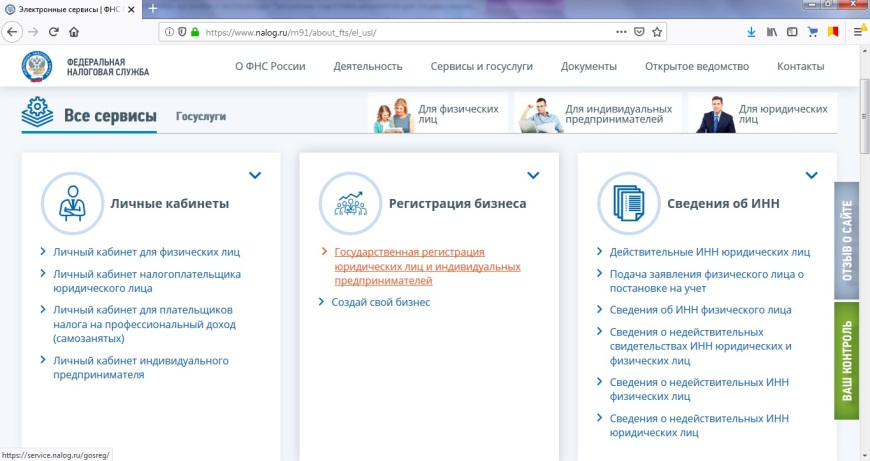 Электронные сервисы | ФНС
https://www.nalog.ru/rn91/about_fts/el_usl/
ФЕДЕРАЛЬНАЯ
НАЛОГОВАЯ СЛУЖБА
О ФНС России
Деятельность
Сервисы и госуслуги
Документы
Открытое ведомство
Контакты
Все сервисы
Госуслуги
Для физических
лиц
Для индивидуальных
предпринимателей
Для юридических
лиц
Личные кабинеты
Личный кабинет для физических лиц
Личный кабинет налогоплательщика
юридического лица
Личный кабинет для плательщиков
налога на профессиональный доход
(самозанятых)
Личный кабинет индивидуального
предпринимателя
Регистрация бизнеса
Государственная регистрация
юридических лиц и индивидуальных
предпринимателей
Создай свой бизнес
Сведения об ИНН
Действительные ИНН юридических лиц
Подача заявления физического лица о
постановке на учет
Сведения об ИНН физического лица
Сведения о недействительных
свидетельствах ИНН юридических и
физических лиц
Сведения о недействительных ИНН
физических лиц
Сведения о недействительных ИНН
юридических лиц
ОТЗЫВ О САЙТЕ
ВАШ КОНТРОЛЬ
https://service.nalog.ru/gosreg/